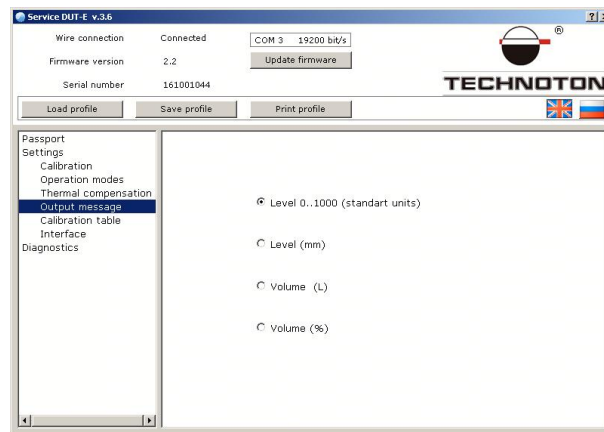 Service DUT-E v.3.6
Wire connection Connected COM 3 19200 bit/s
Firmware version 2.2 Update firmware
Serial number 161001044
®
TECHNOTON
Load profile Save profile Print profile
Passport
Settings
Calibration
Operation modes
Thermal compensation
Output message
Calibration table
Interface
Diagnostics
Level 0..1000 (standart units)
Level (mm)
Volume (L)
Volume (%)